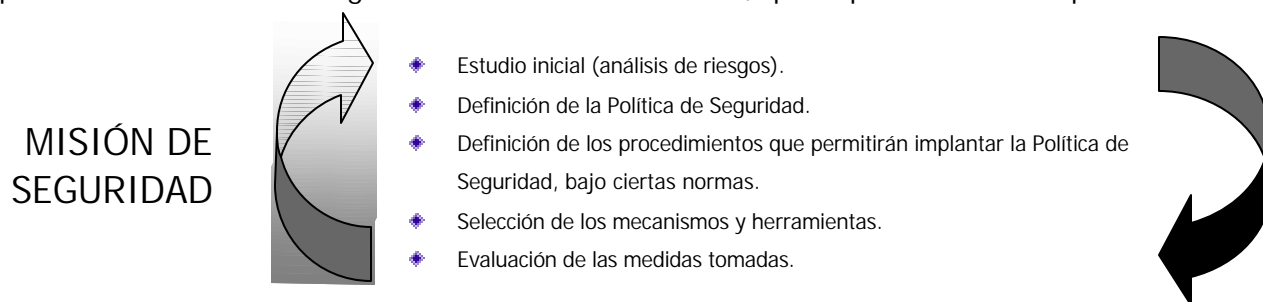 MISIÓN DE
SEGURIDAD
Estudio inicial (análisis de riesgos).
Definición de la Política de Seguridad.
Definición de los procedimientos que permitirán implantar la Política de
Seguridad, bajo ciertas normas.
Selección de los mecanismos y herramientas.
Evaluación de las medidas tomadas.